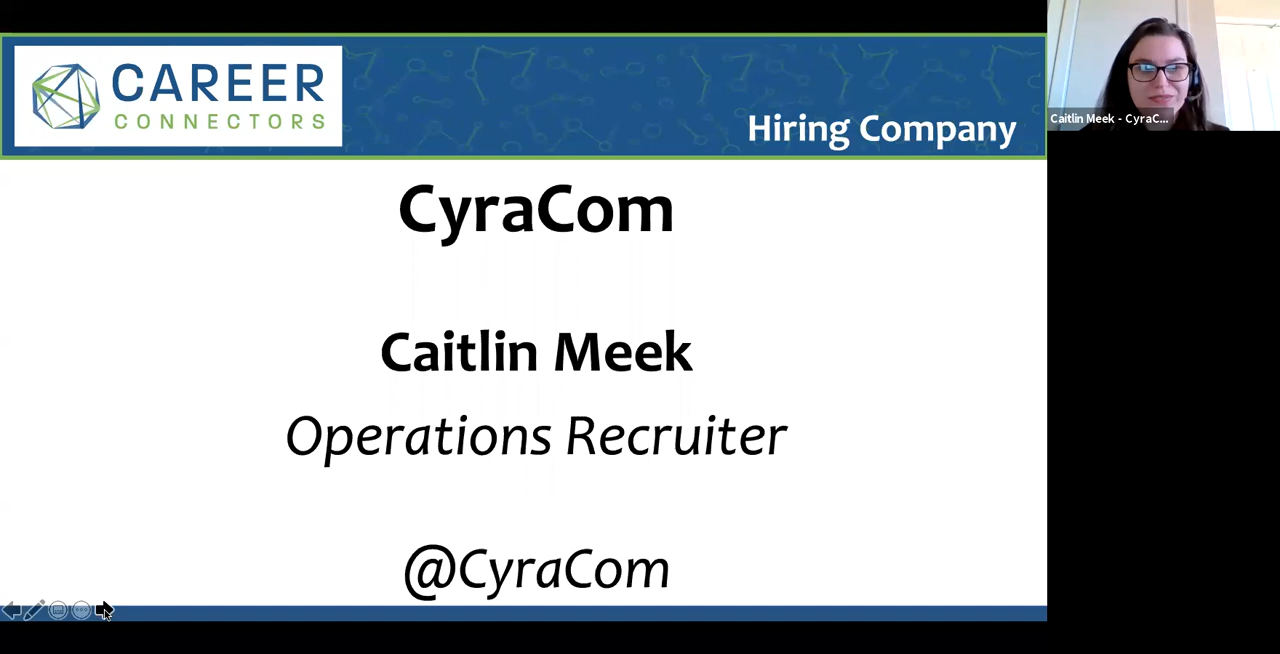 CAREER
CONNECTORS
Hiring Company
Caitlin Meek - CyraC...
CyraCom
Caitlin Meek
Operations Recruiter
@CyraCom